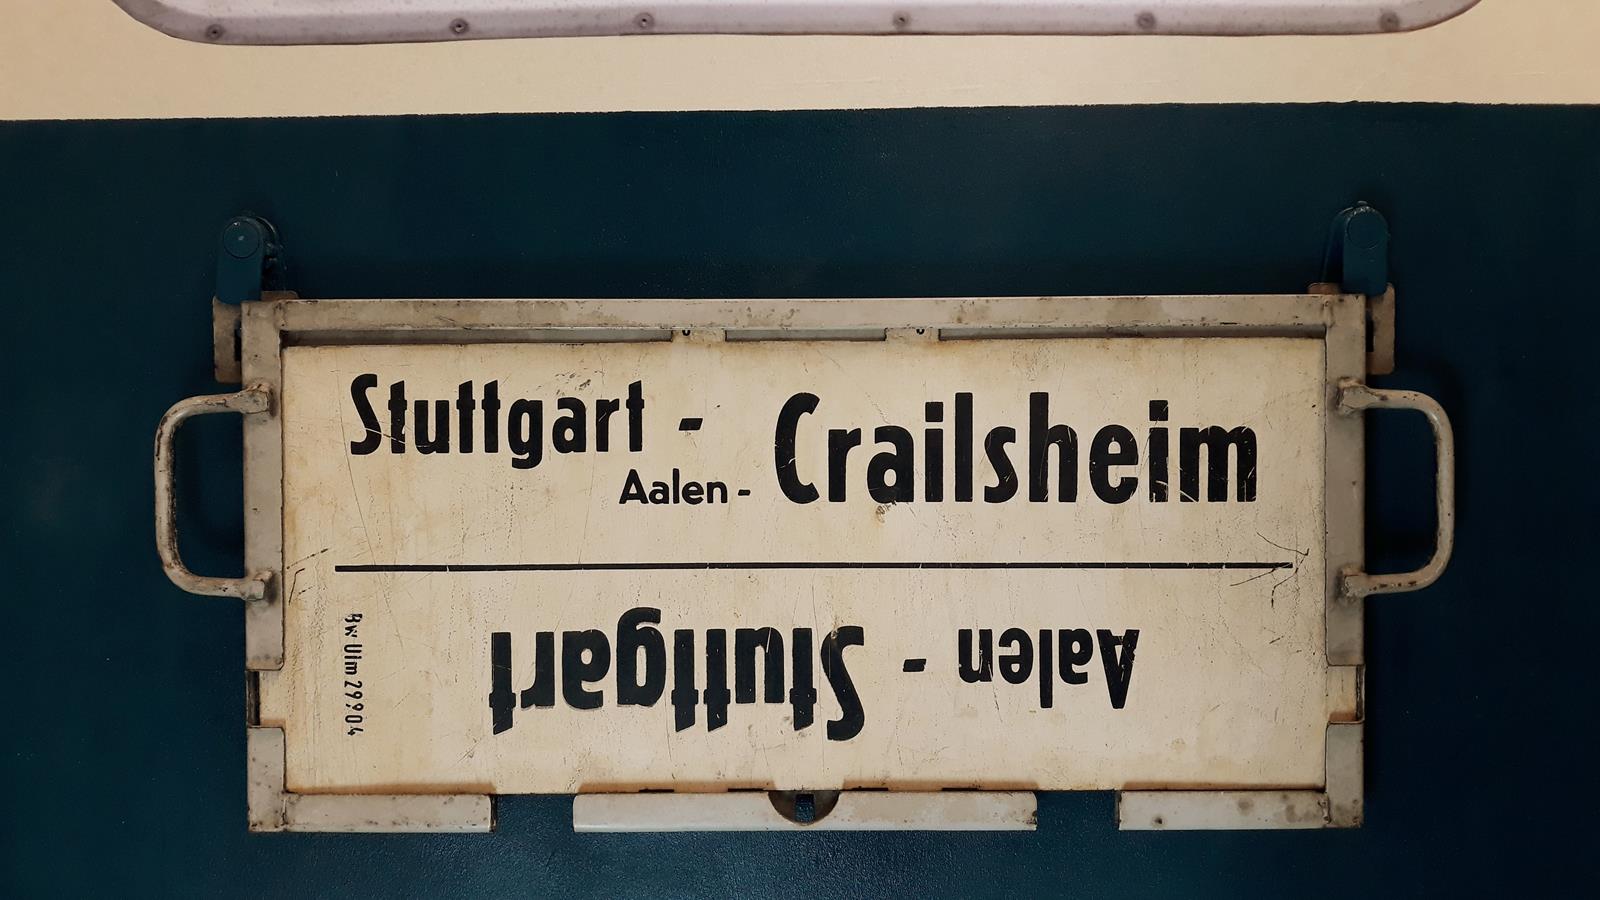 Stuttgart - Crailsheim
Aalen -
Aalen - Stuttgart
Bw Ulm 29904